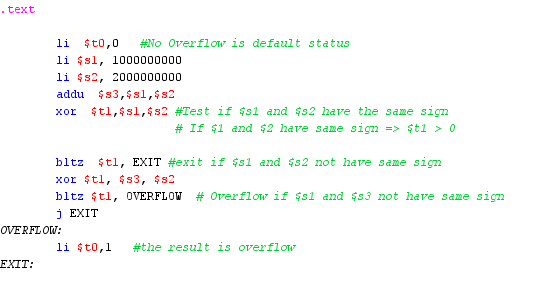 .text
li $t0,0 #No Overflow is default status
li $s1, 1000000000
li $s2, 2000000000
addu $s3,$s1,$s2
xor $t1,$s1,$s2 #Test if $s1 and $s2 have the same sign
# If $1 and $2 have same sign => $t1 > 0
bltz $t1, EXIT #exit if $s1 and $s2 not have same sign
xor $t1, $s3, $s2
bltz $t1, OVERFLOW # Overflow if $s1 and $s3 not have same sign
j EXIT
OVERFLOW:
li $t0,1 #the result is overflow
EXIT: